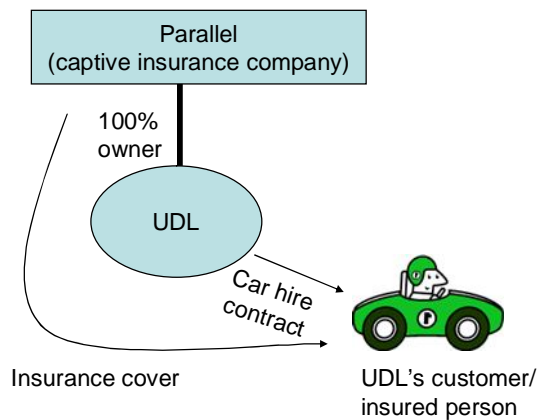 Parallel
(captive insurance company)
100%
owner
UDL
Car hire
contract
r
Insurance cover
UDL's customer/
insured person